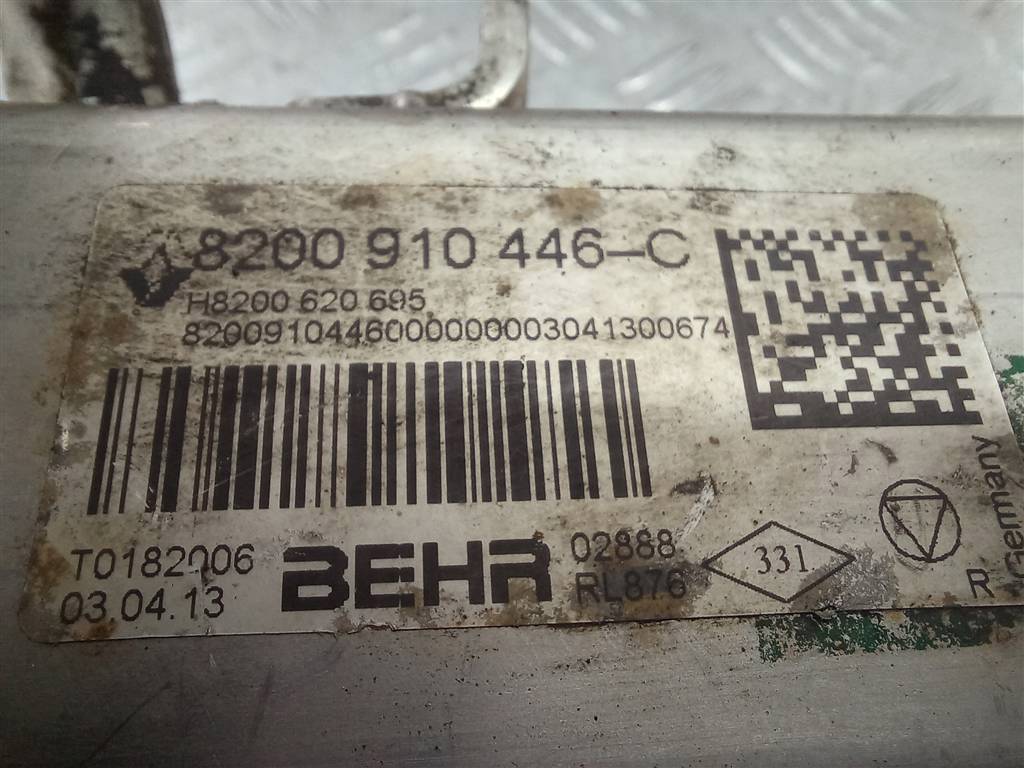 8200 910 446-C
H8200 620 695
8200910446000000003041300674
T0182006
03.04.13
BEHR
02888
RL876
331
R
Germany